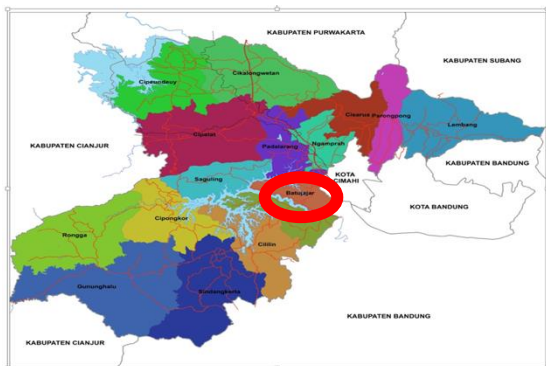 KABUPATEN PURWAKARTA
KABUPATEN SUBANG
Cikalongwetan
Cipeundeuy
Cisarua
Parongpong
Lembang
KABUPATEN CIANJUR
Cipatat
Padalarang
Ngamprah
KABUPATEN BANDUNG
KOTA
CIMAHI
Saguling
Batujajar
KOTA BANDUNG
Cipongkor
Rongga
Cililin
Gununghalu
Sindangkerta
KABUPATEN BANDUNG
KABUPATEN CIANJUR